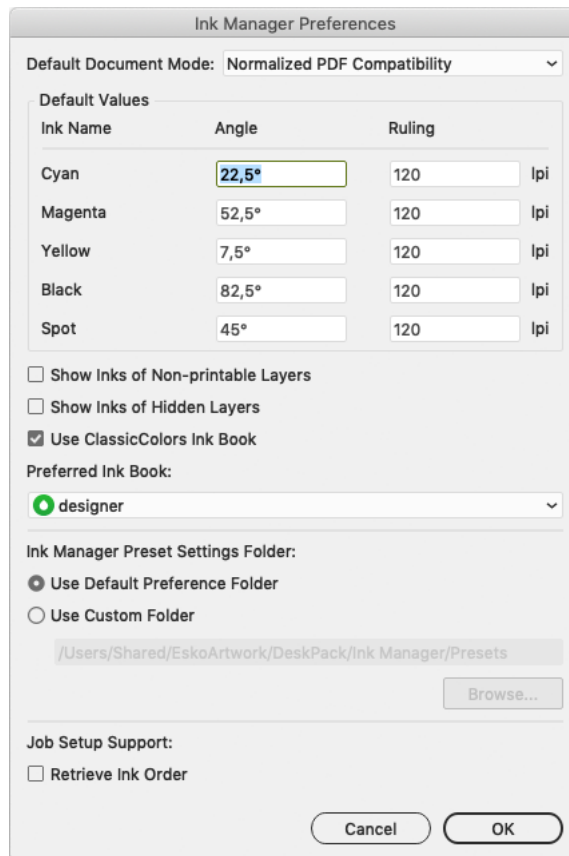 Ink Manager Preferences
Default Document Mode: Normalized PDF Compatibility
Default Values
Ink Name Angle Ruling
Cyan 22,5° 120 lpi
Magenta 52,5° 120 lpi
Yellow 7,5° 120 lpi
Black 82,5° 120 lpi
Spot 45° 120 lpi
Show Inks of Non-printable Layers
Show Inks of Hidden Layers
Use ClassicColors Ink Book
Preferred Ink Book:
designer
Ink Manager Preset Settings Folder:
Use Default Preference Folder
Use Custom Folder
/Users/Shared/EskoArtwork/DeskPack/Ink Manager/Presets
Browse...
Job Setup Support:
Retrieve Ink Order
Cancel OK